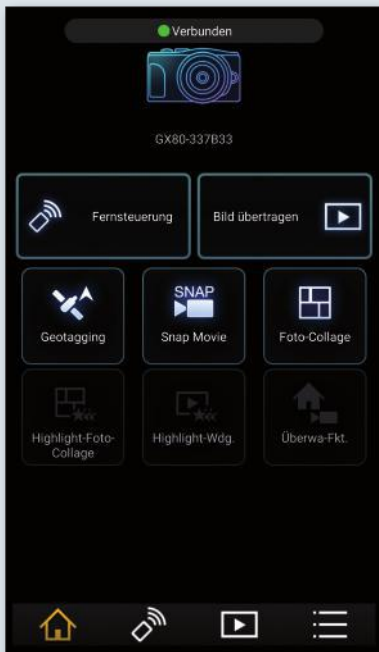 Verbunden
GX80-337B33
Fernsteuerung
Bild übertragen
SNAP
Geotagging
Snap Movie
Foto-Collage
Highlight-Foto-
Collage
Highlight-Wdg.
Überwa-Fkt.